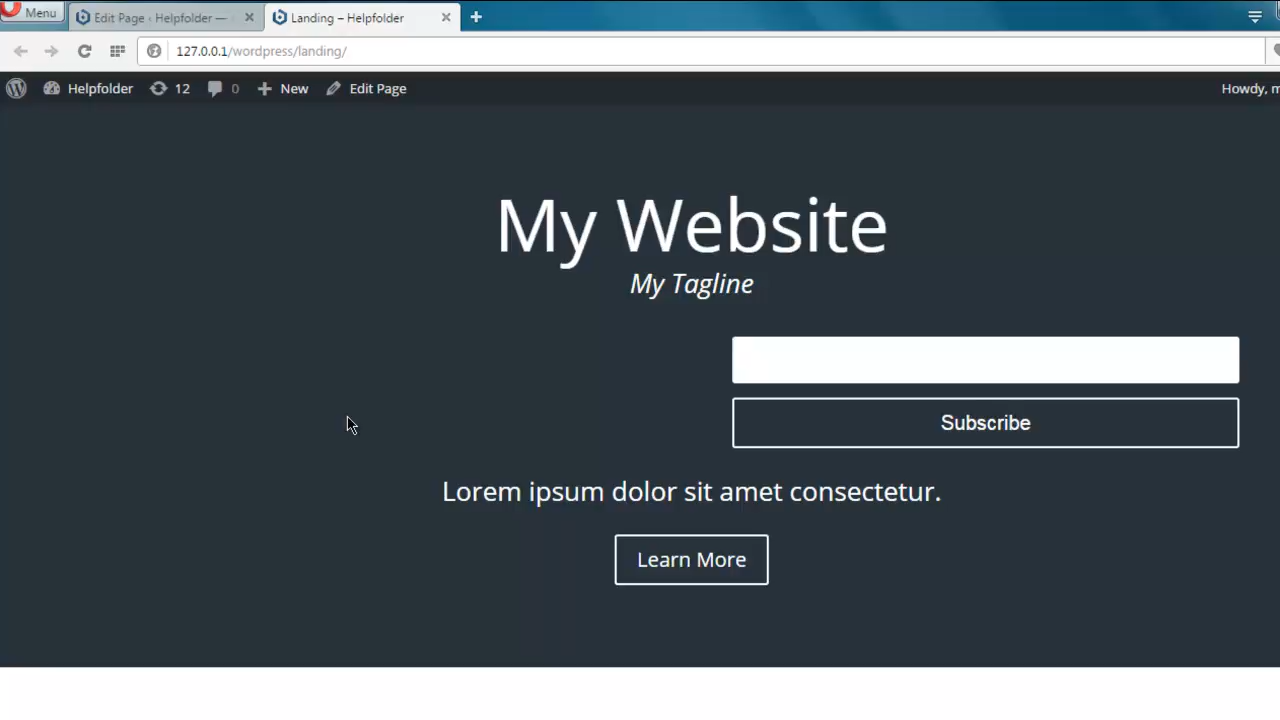 Menu
Edit Page ‹ Helpfolder —
Landing – Helpfolder
127.0.0.1/wordpress/landing/
Helpfolder
12
0
New
Edit Page
Howdy, m
My Website
My Tagline
Subscribe
Lorem ipsum dolor sit amet consectetur.
Learn More